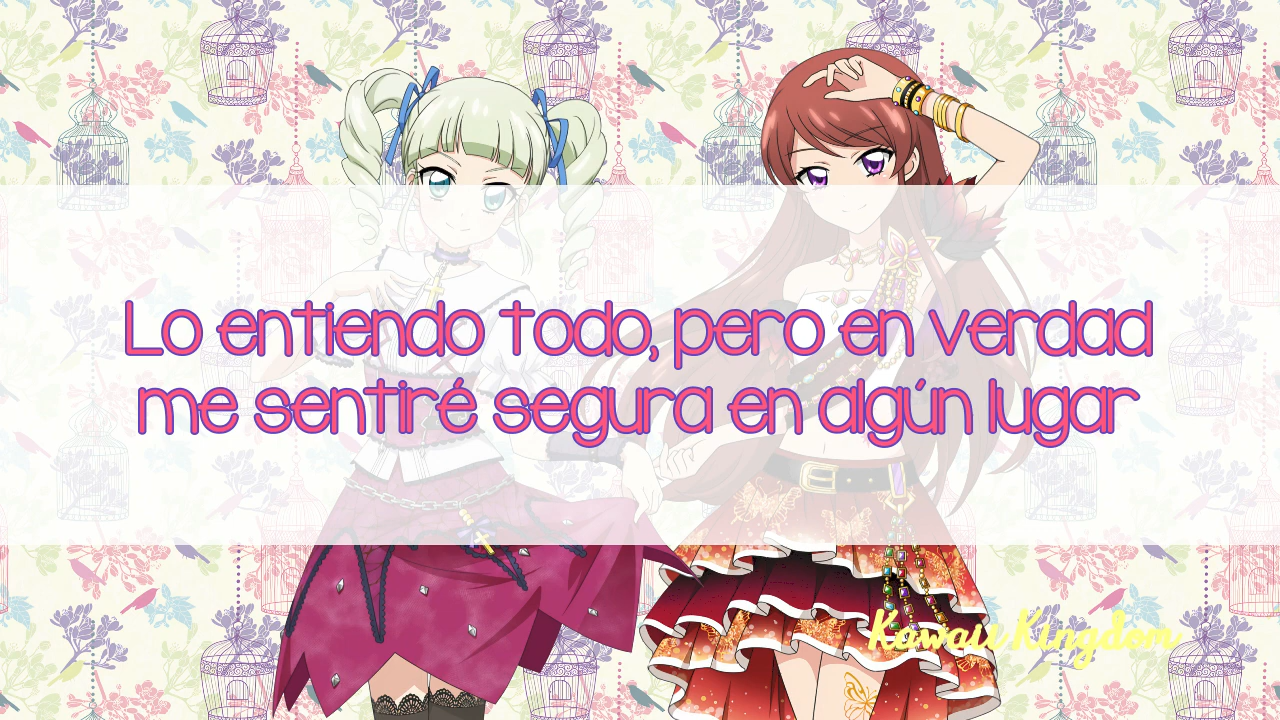 Lo entiendo todo, pero en verdad
me sentiré segura en algún lugar
Kawaii Kingdom